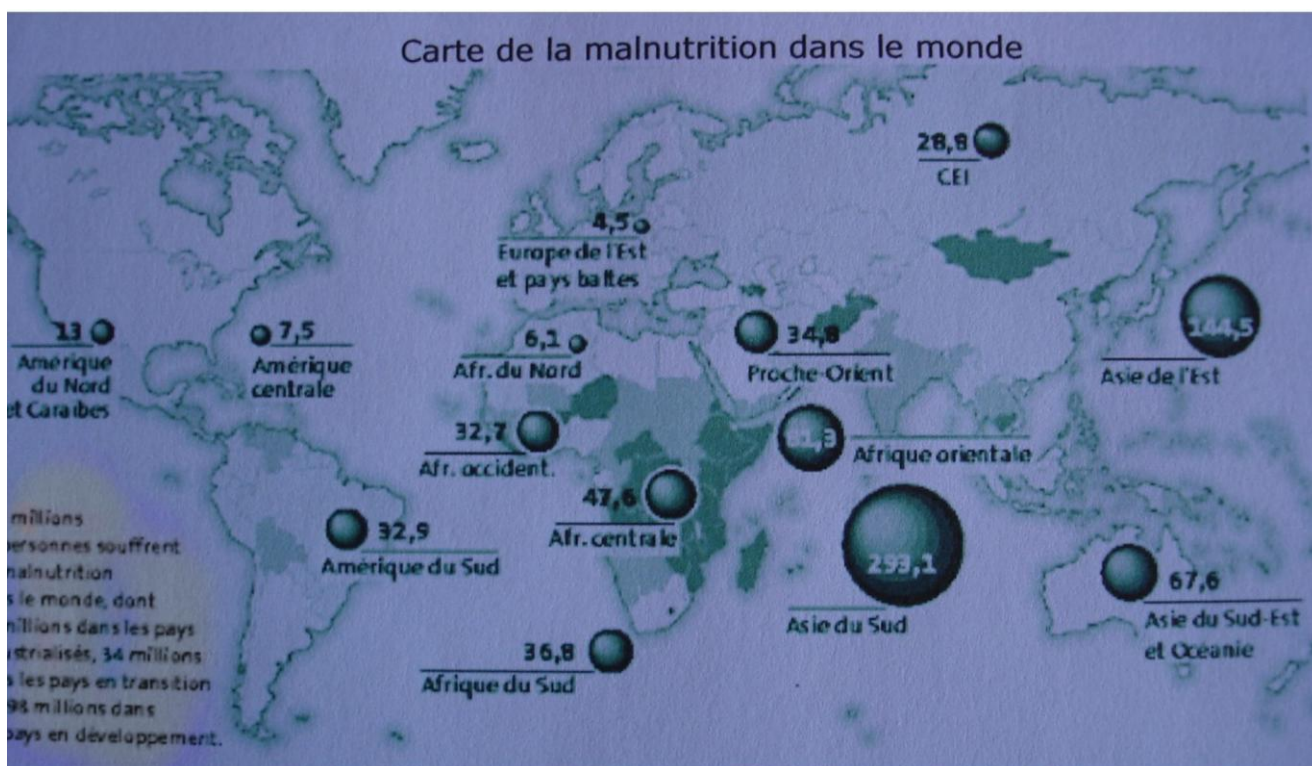 Carte de la malnutrition dans le monde
28,8
CEI
4,5
Europe de l'Est
et pays baltes
13
Amérique
du Nord
et Caraïbes
7,5
Amérique
centrale
6,1
Afr. du Nord
34,8
Proche-Orient
144,5
Asie de l'Est
32,7
Afr. occident.
Afrique orientale
47,6
Afr. centrale
32,9
Amérique du Sud
293,1
Asie du Sud
67,6
Asie du Sud-Est
et Océanie
36,8
Afrique du Sud
millions
personnes souffrent
malnutrition
le monde, dont
millions dans les pays
34 millions
les pays en transition
98 millions dans
pays en développement.